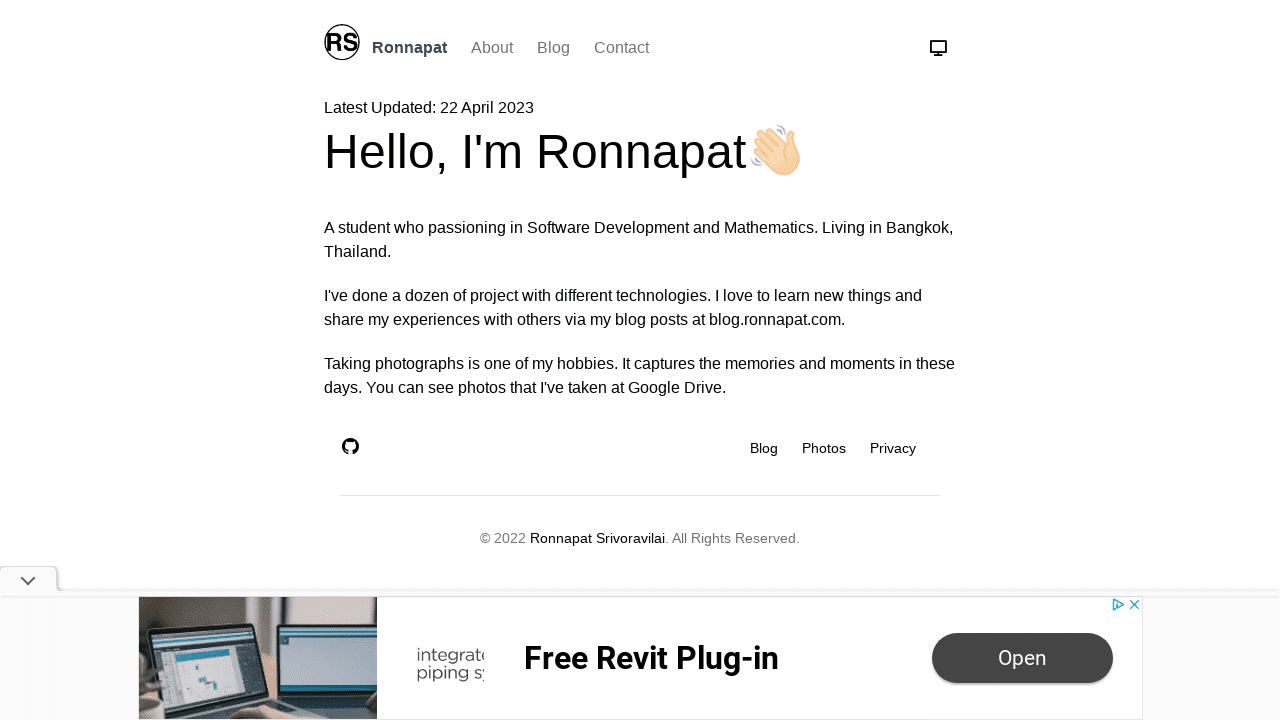 RS
Ronnapat About Blog Contact
Latest Updated: 22 April 2023
Hello, I'm Ronnapat👋🏻
A student who passioning in Software Development and Mathematics. Living in Bangkok,
Thailand.
I've done a dozen of project with different technologies. I love to learn new things and
share my experiences with others via my blog posts at blog.ronnapat.com.
Taking photographs is one of my hobbies. It captures the memories and moments in these
days. You can see photos that I've taken at Google Drive.
Blog Photos Privacy
© 2022 Ronnapat Srivoravilai. All Rights Reserved.
integrate
piping sy
Free Revit Plug-in
Open